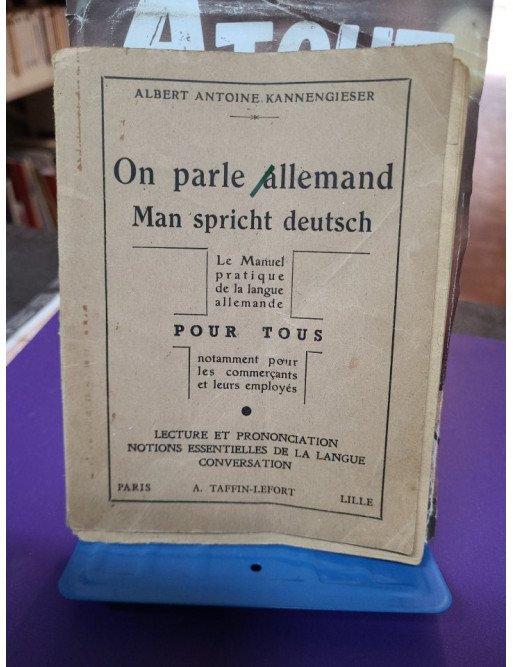 ATOUT
ALBERT ANTOINE KANNENGIESER
On parle allemand
Man spricht deutsch
Le Manuel
pratique
de la langue
allemande
POUR TOUS
notamment pour
les commerçants
et leurs employés
LECTURE ET PRONONCIATION
NOTIONS ESSENTIELLES DE LA LANGUE
CONVERSATION
PARIS A. TAFFIN-LEFORT LILLE